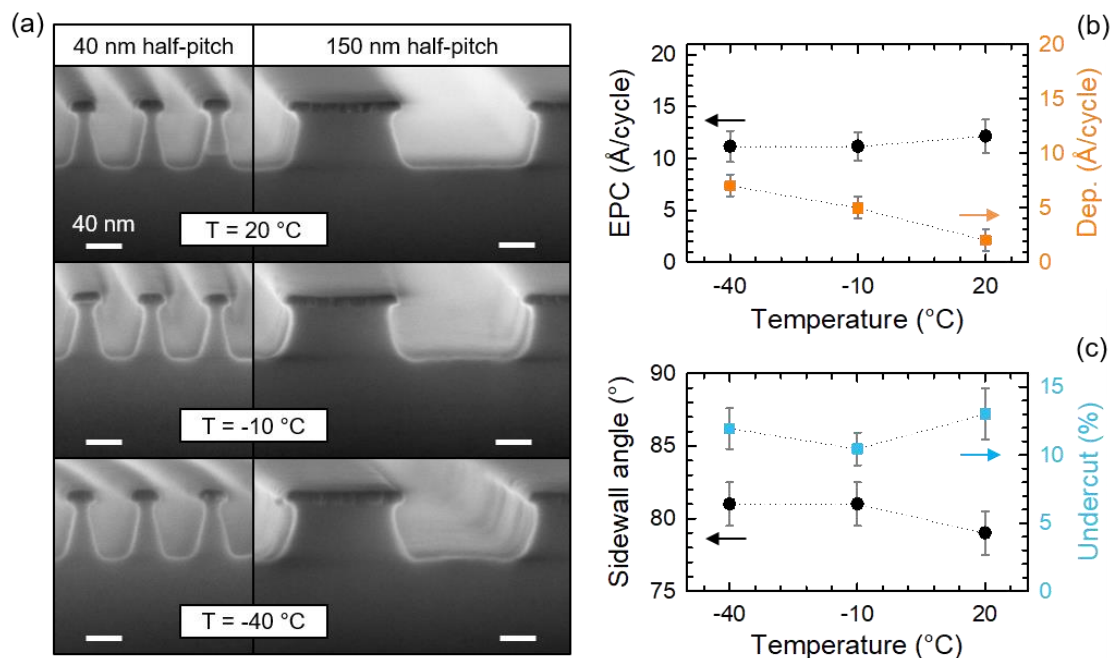 (a)
40 nm half-pitch
150 nm half-pitch
40 nm
T = 20 °C
T = -10 °C
T = -40 °C
(b)
20
15
10
5
0
EPC (Å/cycle)
20
15
10
5
0
Dep. (Å/cycle)
-40
-10
20
Temperature (°C)
(c)
90
85
80
75
Sidewall angle (°)
15
10
5
0
Undercut (%)
-40
-10
20
Temperature (°C)